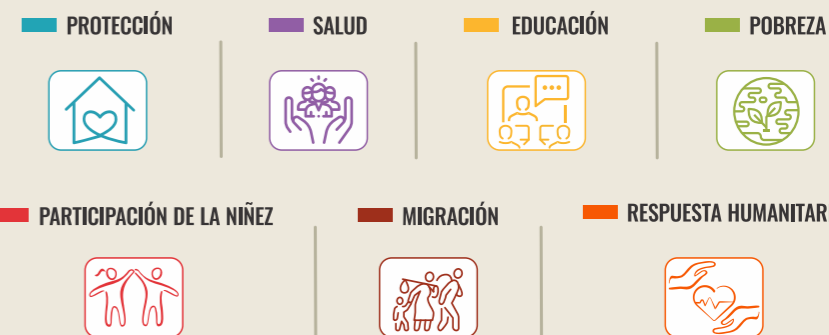 PROTECCIÓN
SALUD
EDUCACIÓN
POBREZA
PARTICIPACIÓN DE LA NIÑEZ
MIGRACIÓN
RESPUESTA HUMANITAR